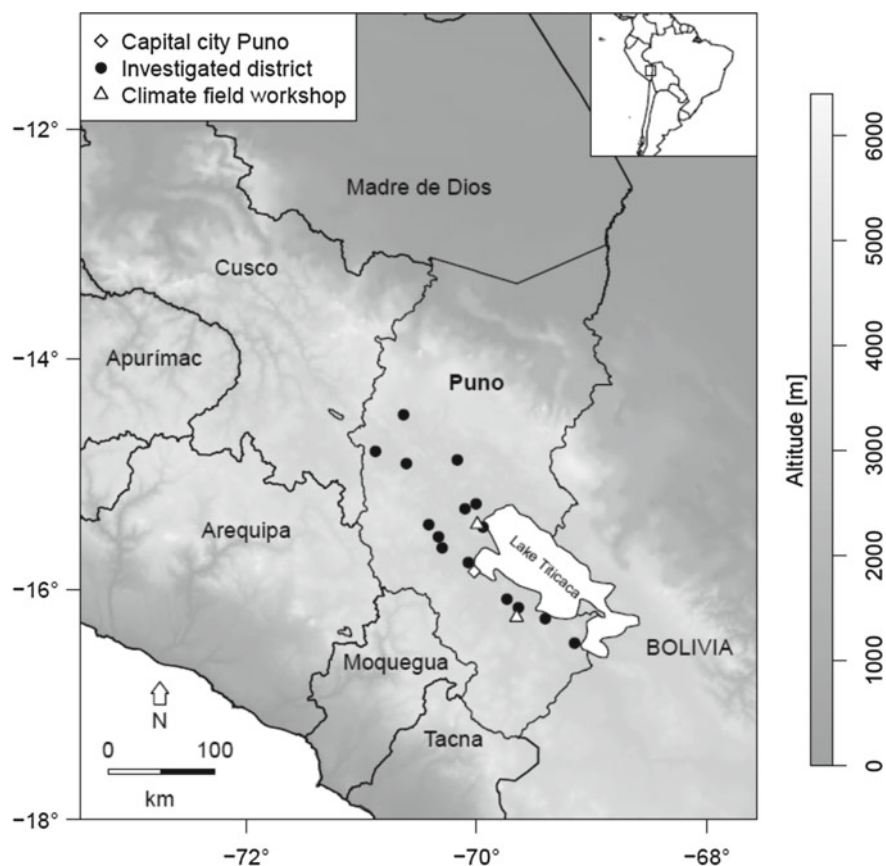 Capital city Puno
Investigated district
Climate field workshop
−12°
−14°
−16°
−18°
−72°
−70°
−68°
Madre de Dios
Cusco
Apurímac
Puno
Arequipa
Lake Titicaca
BOLIVIA
Moquegua
Tacna
N
0 100
km
Altitude [m]
6000
5000
4000
3000
2000
1000
0